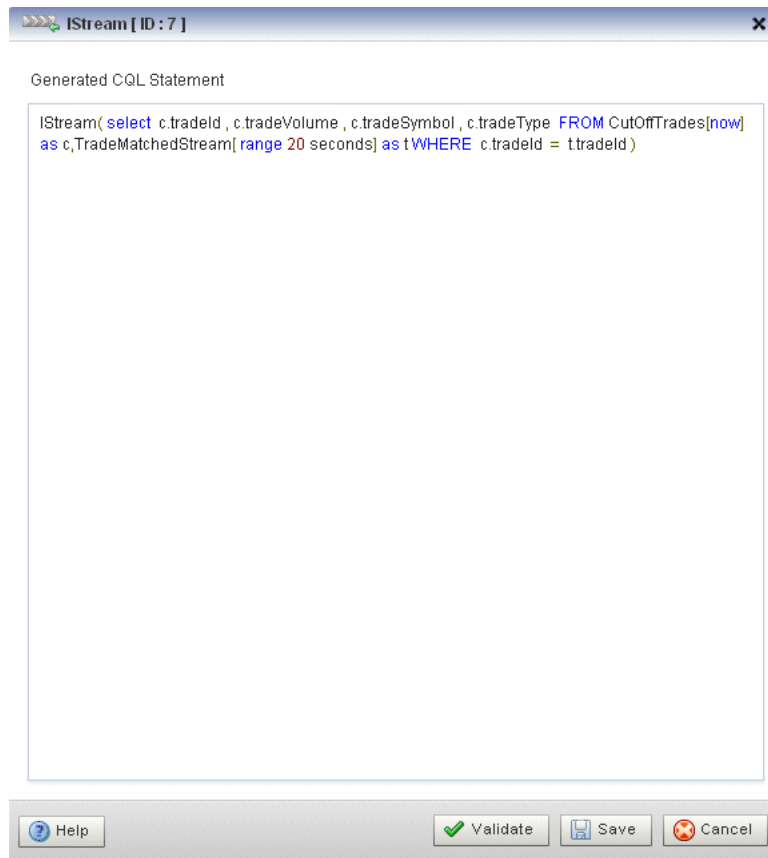 IStream [ ID : 7 ]
Generated CQL Statement
IStream( select c.tradeId , c.tradeVolume , c.tradeSymbol , c.tradeType FROM CutOffTrades[now]
as c,TradeMatchedStream[ range 20 seconds] as t WHERE c.tradeId = t.tradeId )
Help
Validate
Save
Cancel